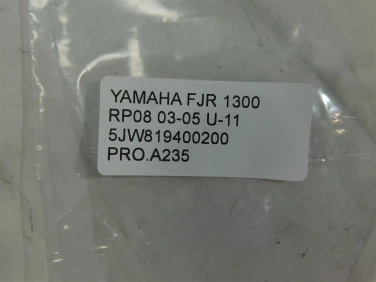 YAMAHA FJR 1300
RP08 03-05 U-11
5JW819400200
PRO.A235